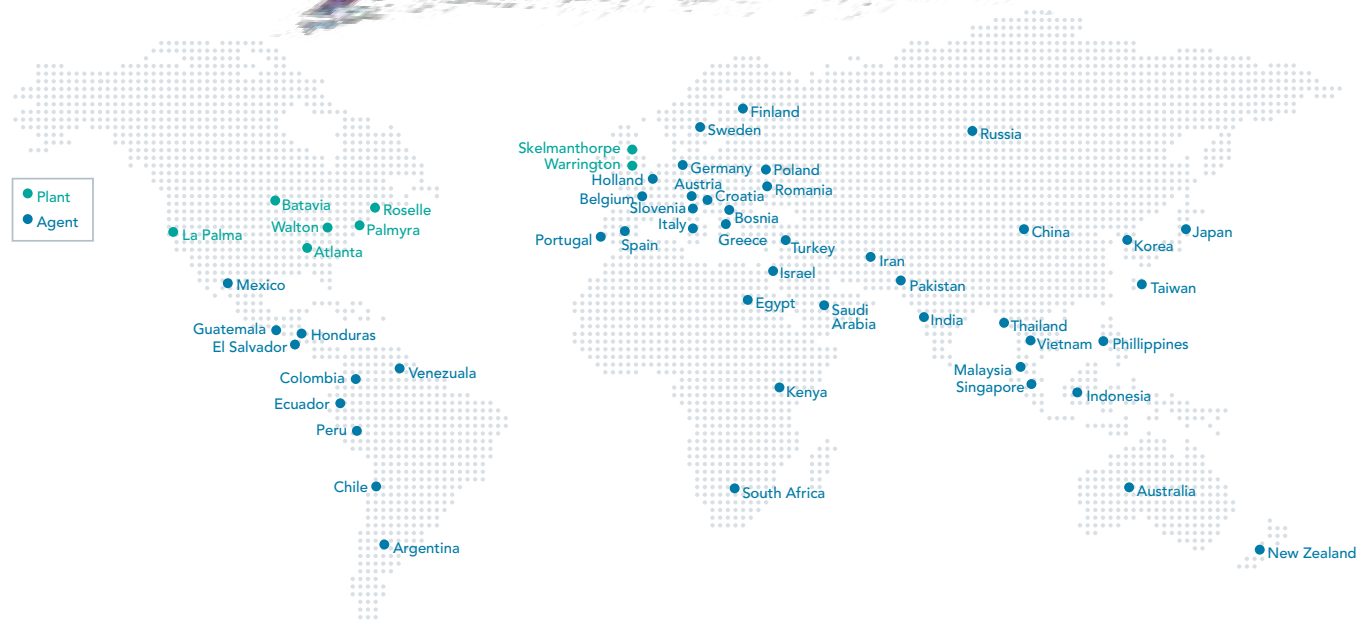 Plant
Agent
Batavia
Roselle
Walton
Palmyra
La Palma
Atlanta
Mexico
Guatemala
Honduras
El Salvador
Venezuala
Colombia
Ecuador
Peru
Chile
Argentina
Finland
Sweden
Skelmanthorpe
Warrington
Germany
Poland
Holland
Austria
Romania
Belgium
Croatia
Slovenia
Bosnia
Italy
Portugal
Spain
Greece
Turkey
Israel
Egypt
Saudi
Arabia
Kenya
South Africa
Russia
Iran
Pakistan
India
China
Korea
Japan
Taiwan
Thailand
Vietnam
Phillippines
Malaysia
Singapore
Indonesia
Australia
New Zealand